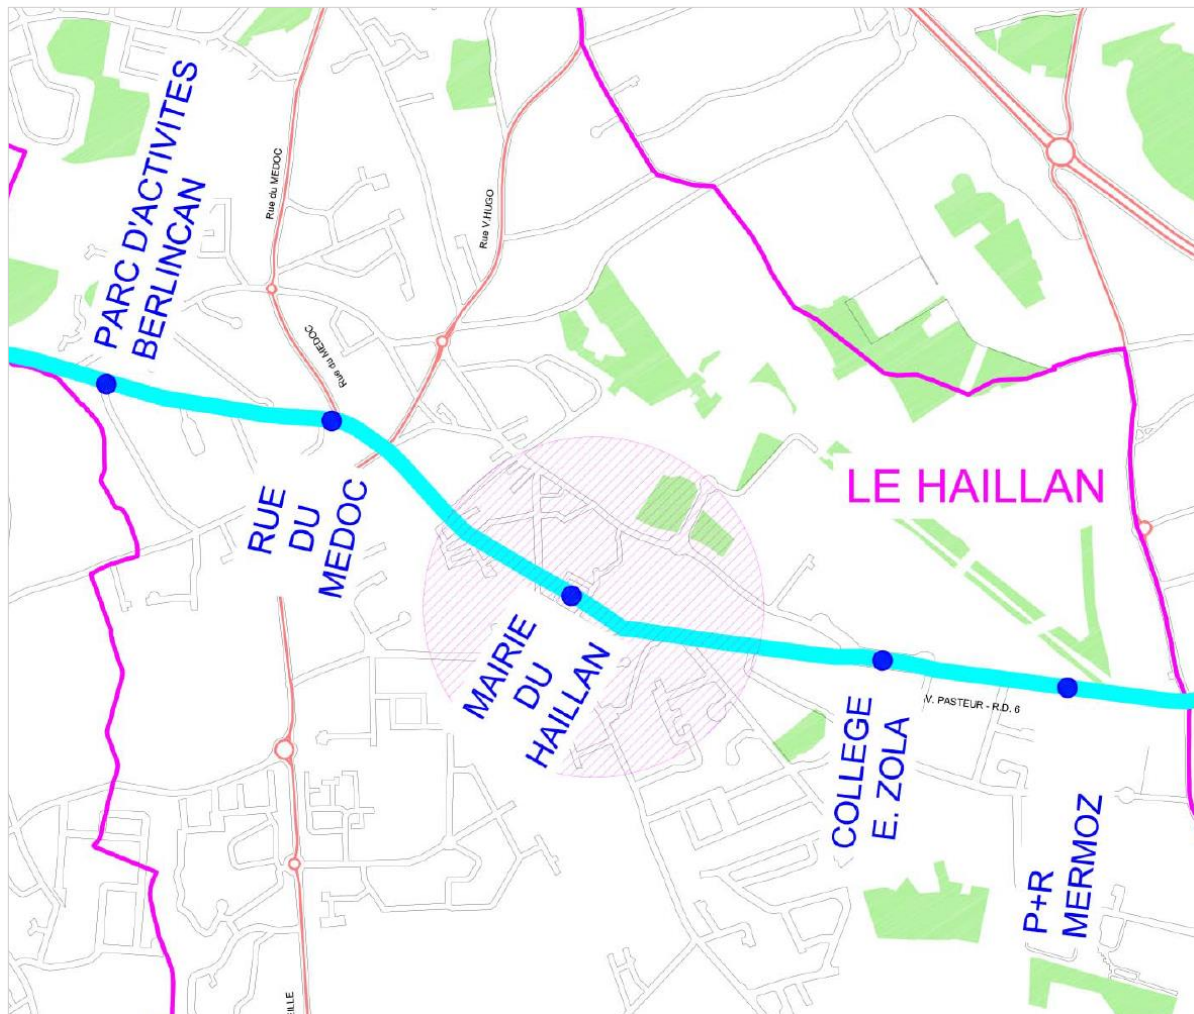 PARC D'ACTIVITES
BERLINCAN
Rue du MEDOC
Rue V.HUGO
Rue du MEDOC
RUE
DU
MEDOC
LE HAILLAN
MAIRIE
DU
HAILLAN
V. PASTEUR - R.D. 6
COLLEGE
E. ZOLA
P+R
MERMOZ